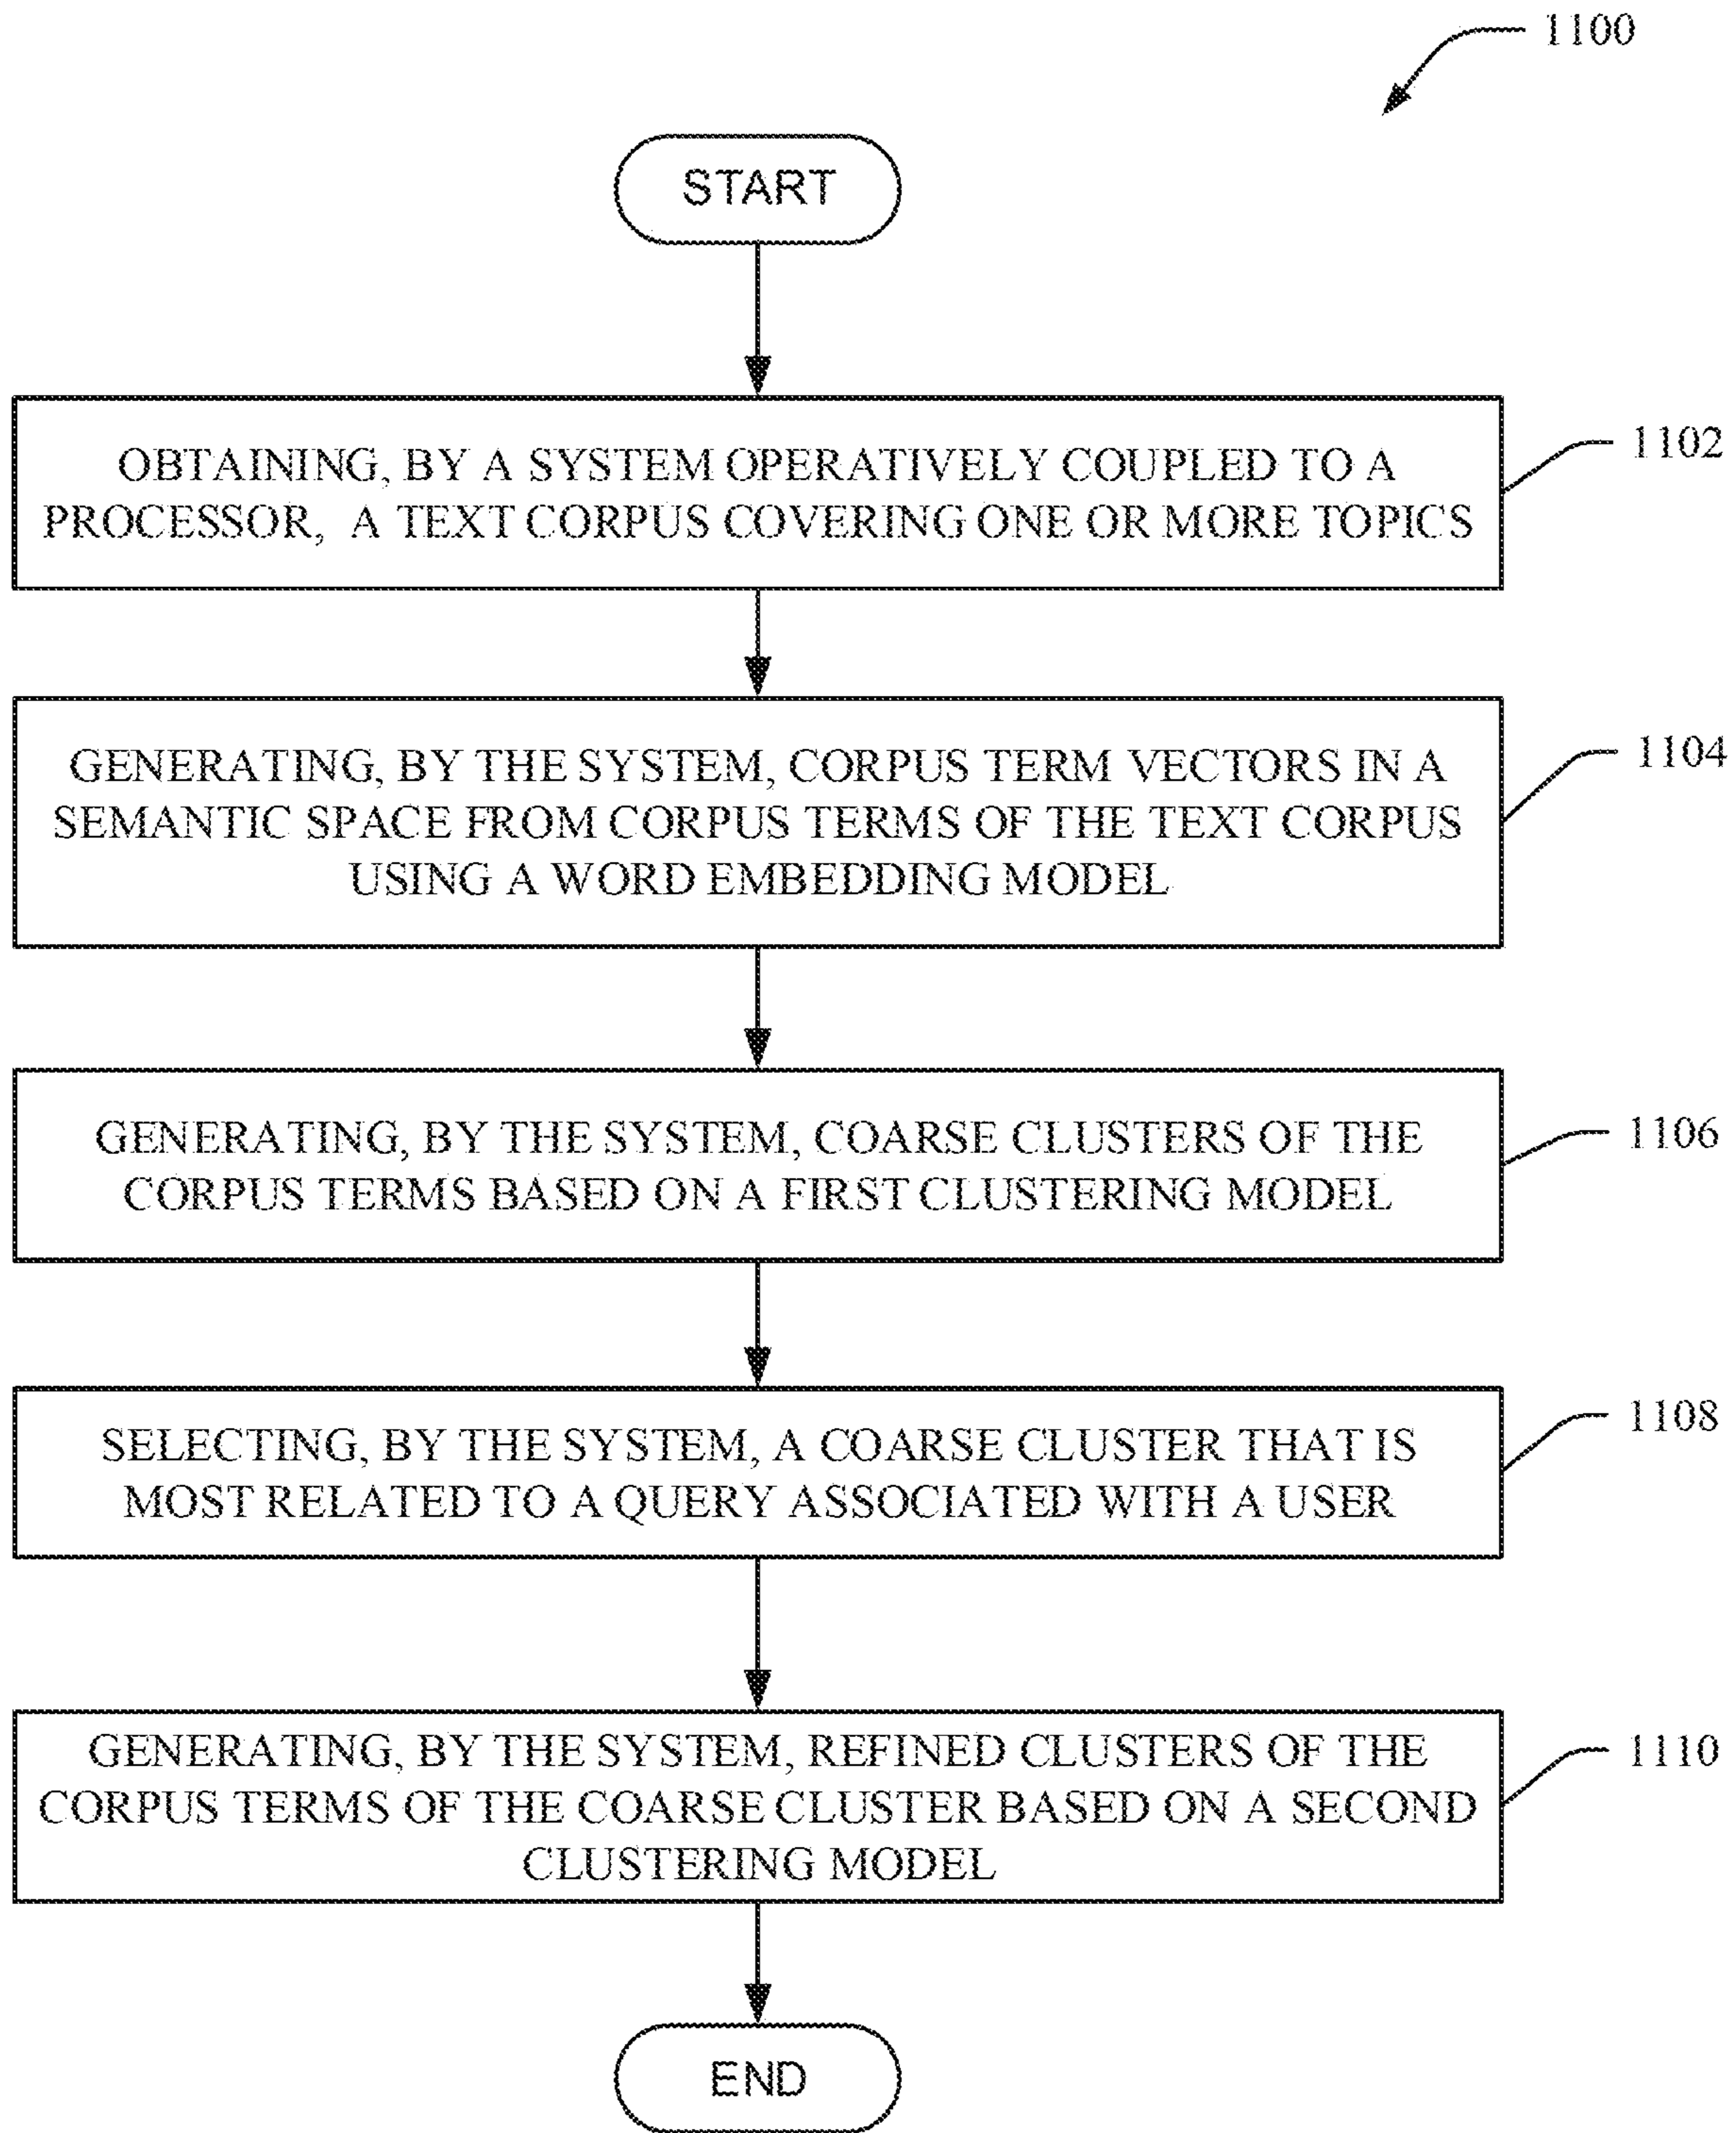 1100
START
OBTAINING, BY A SYSTEM OPERATIVELY COUPLED TO A
PROCESSOR, A TEXT CORPUS COVERING ONE OR MORE TOPICS
1102
GENERATING, BY THE SYSTEM, CORPUS TERM VECTORS IN A
SEMANTIC SPACE FROM CORPUS TERMS OF THE TEXT CORPUS
USING A WORD EMBEDDING MODEL
1104
GENERATING, BY THE SYSTEM, COARSE CLUSTERS OF THE
CORPUS TERMS BASED ON A FIRST CLUSTERING MODEL
1106
SELECTING, BY THE SYSTEM, A COARSE CLUSTER THAT IS
MOST RELATED TO A QUERY ASSOCIATED WITH A USER
1108
GENERATING, BY THE SYSTEM, REFINED CLUSTERS OF THE
CORPUS TERMS OF THE COARSE CLUSTER BASED ON A SECOND
CLUSTERING MODEL
1110
END